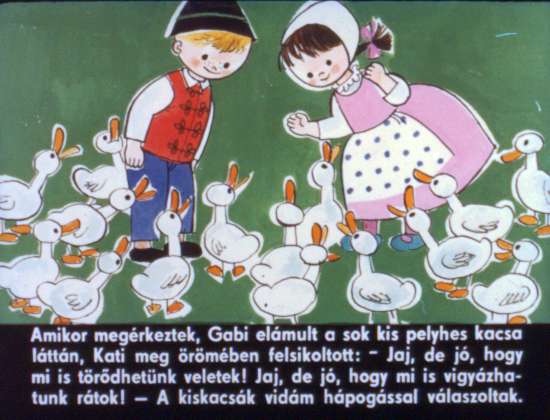 Amikor megérkeztek, Gabi elámult a sok kis pelyhes kacsa
láttán, Kati meg örömében felsikoltott: – Jaj, de jó, hogy
mi is törődhetünk veletek! Jaj, de jó, hogy mi is vigyázha-
tunk rátok! — A kiskacsák vidám hápogással válaszoltak.